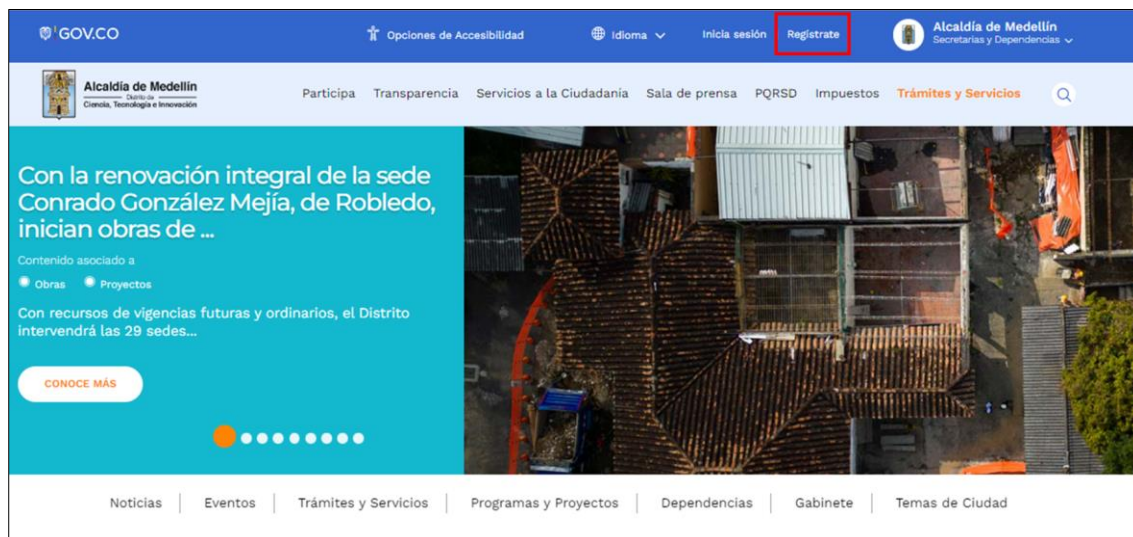 GOV.CO
Opciones de Accesibilidad
Idioma
Inicia sesión
Regístrate
Alcaldía de Medellín
Secretarías y Dependencias
Alcaldía de Medellín
Distrito de
Ciencia, Tecnología e Innovación
Participa
Transparencia
Servicios a la Ciudadanía
Sala de prensa
PQRSD
Impuestos
Trámites y Servicios
Con la renovación integral de la sede
Conrado González Mejía, de Robledo,
inician obras de ...
Contenido asociado a
Obras
Proyectos
Con recursos de vigencias futuras y ordinarios, el Distrito
intervendrá las 29 sedes...
CONOCE MÁS
Noticias
Eventos
Trámites y Servicios
Programas y Proyectos
Dependencias
Gabinete
Temas de Ciudad